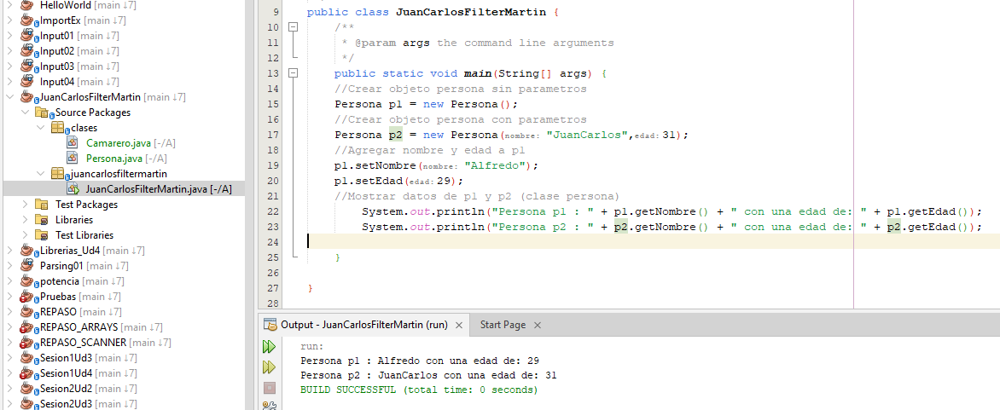 HelloWorld [main ↓7]
ImportEx [main ↓7]
Input01 [main ↓7]
Input02 [main ↓7]
Input03 [main ↓7]
Input04 [main ↓7]
JuanCarlosFilterMartin [main ↓7]
Source Packages
clases
Camarero.java [-/A]
Persona.java [-/A]
juancarlosfiltermartin
JuanCarlosFilterMartin.java [-/A]
Test Packages
Libraries
Test Libraries
Librerias_Ud4 [main ↓7]
Parsing01 [main ↓7]
potencia [main ↓7]
Pruebas [main ↓7]
REPASO [main ↓7]
REPASO_ARRAYS [main ↓7]
REPASO_SCANNER [main ↓7]
Sesion1Ud3 [main ↓7]
Sesion1Ud4 [main ↓7]
Sesion2Ud2 [main ↓7]
Sesion2Ud3 [main ↓7]
9 public class JuanCarlosFilterMartin {
10 /**
11 * @param args the command line arguments
12 */
13 public static void main(String[] args) {
14 //Crear objeto persona sin parametros
15 Persona p1 = new Persona();
16 //Crear objeto persona con parametros
17 Persona p2 = new Persona(nombre: "JuanCarlos",edad:31);
18 //Agregar nombre y edad a p1
19 p1.setNombre(nombre: "Alfredo");
20 p1.setEdad(edad:29);
21 //Mostrar datos de p1 y p2 (clase persona)
22 System.out.println("Persona p1 : " + p1.getNombre() + " con una edad de: " + p1.getEdad());
23 System.out.println("Persona p2 : " + p2.getNombre() + " con una edad de: " + p2.getEdad());
24
25 }
26
27 }
28
Output - JuanCarlosFilterMartin (run) × Start Page ×
run:
Persona p1 : Alfredo con una edad de: 29
Persona p2 : JuanCarlos con una edad de: 31
BUILD SUCCESSFUL (total time: 0 seconds)